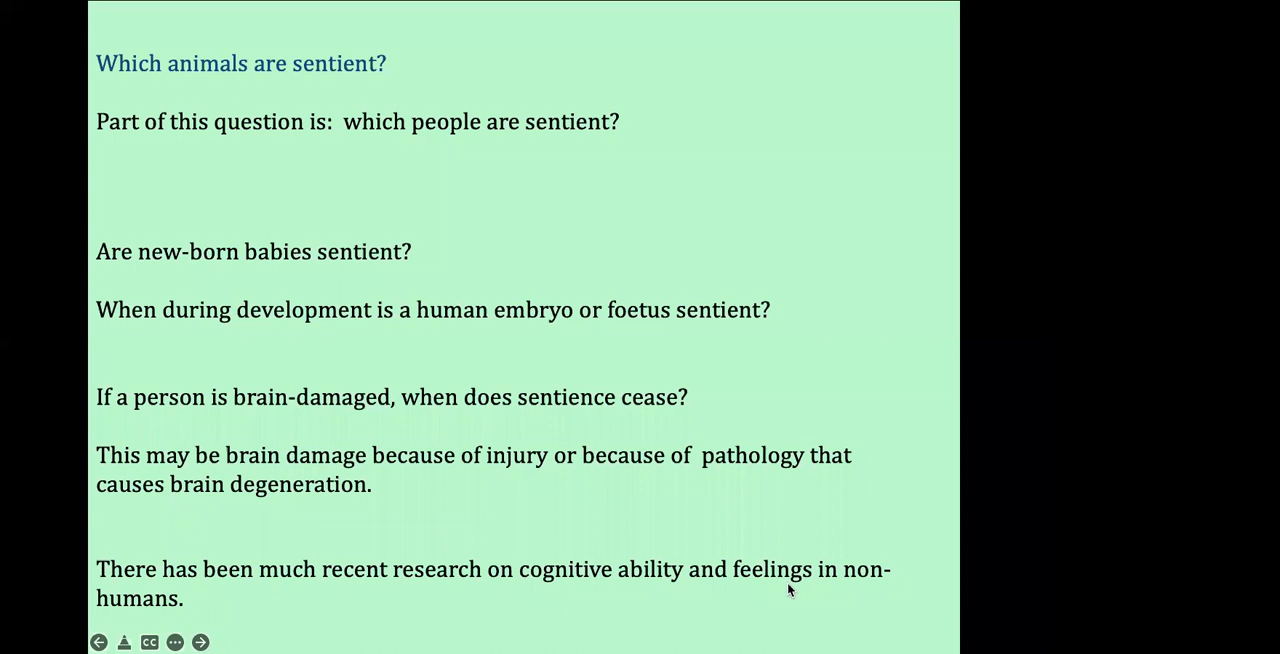 Which animals are sentient?
Part of this question is:  which people are sentient?
Are new-born babies sentient?
When during development is a human embryo or foetus sentient?
If a person is brain-damaged, when does sentience cease?
This may be brain damage because of injury or because of  pathology that
causes brain degeneration.
There has been much recent research on cognitive ability and feelings in non-
humans.
CC